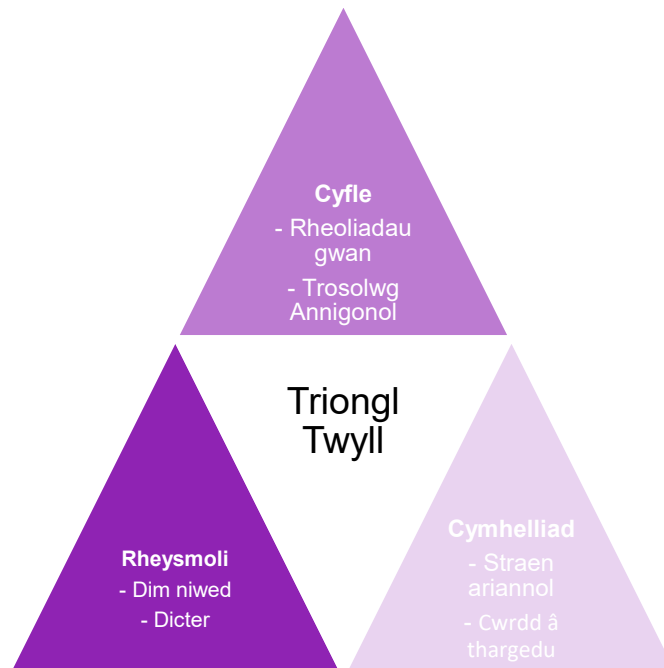 Cyfle
- Rheoliadau
gwan
- Trosolwg
Annigonol
Triongl
Twyll
Rheysmoli
- Dim niwed
- Dicter
Cymhelliad
- Straen
ariannol
- Cwrdd â
thargedu